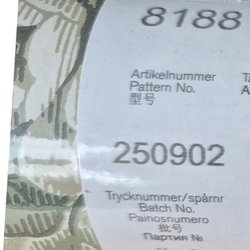 8188
Artikelnummer
Pattern No.
型号
250902
Trycknummer/spårnr
Batch No.
Painosnumero
批号
Партия №